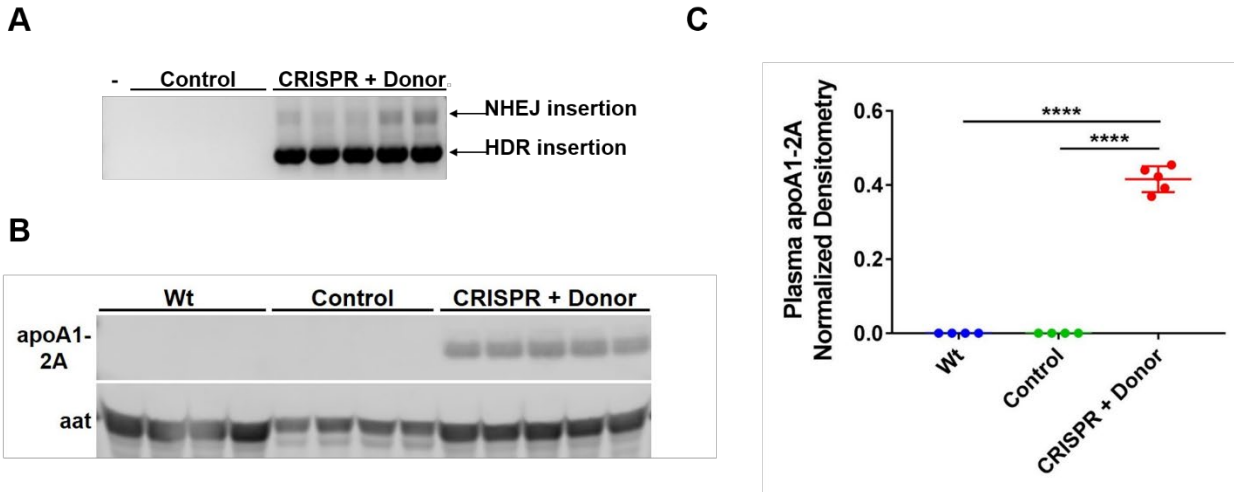 A
- Control CRISPR + Donor
NHEJ insertion
HDR insertion
B
Wt Control CRISPR + Donor
apoA1-
2A
aat
C
Plasma apoA1-2A
Normalized Densitometry
0.6
0.4
0.2
0.0
****
****
Wt
Control
CRISPR + Donor